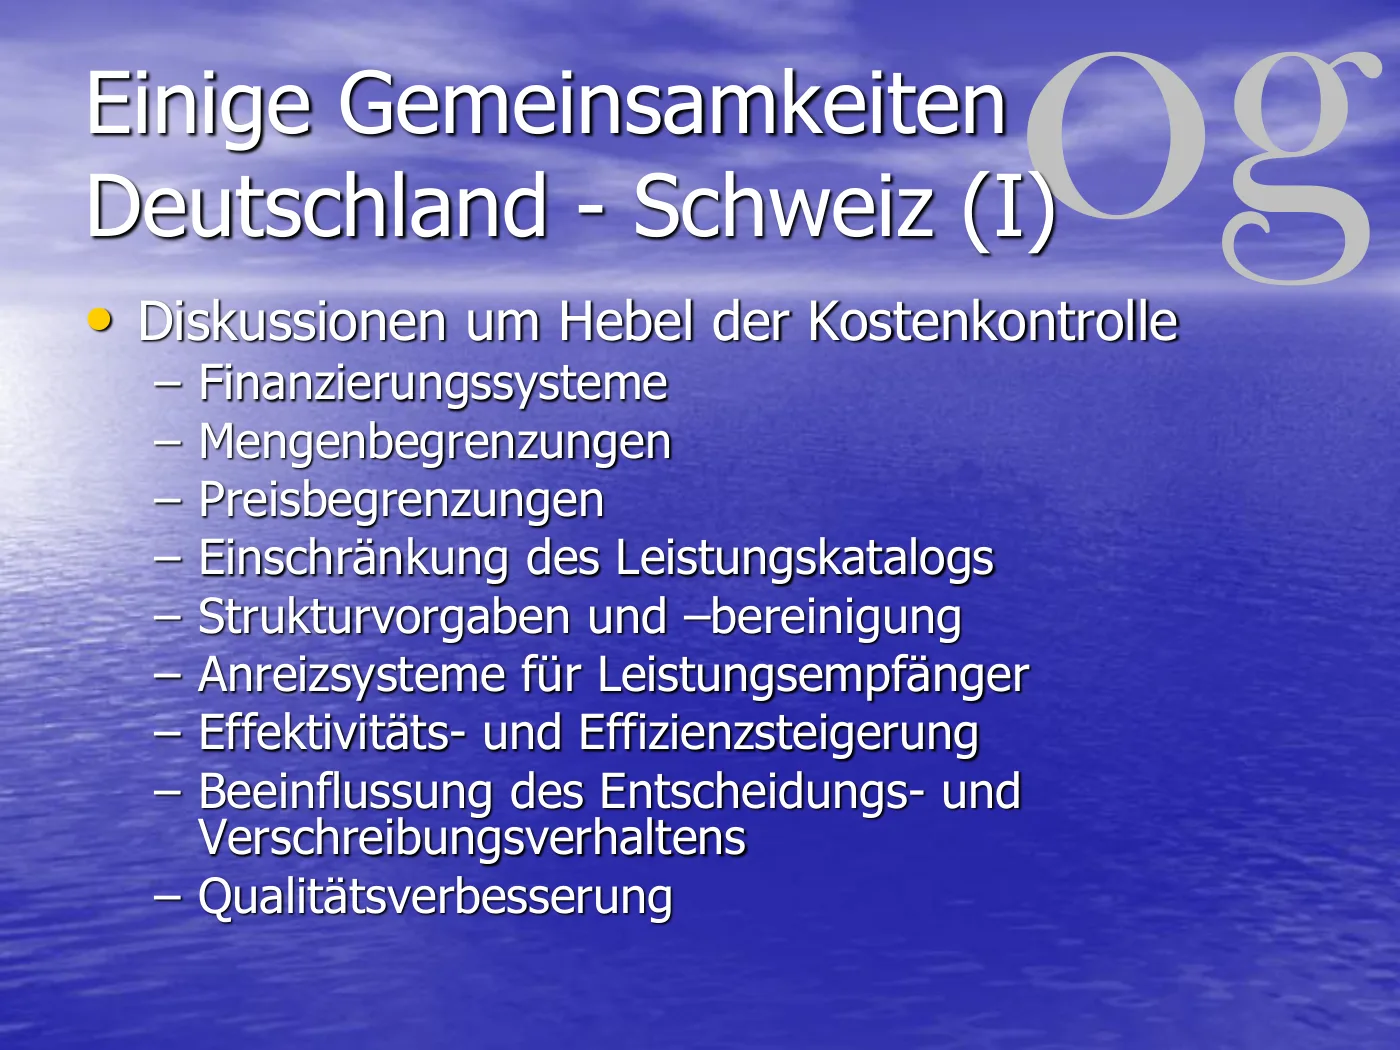 Einige Gemeinsamkeiten
Deutschland - Schweiz (I)
og
• Diskussionen um Hebel der Kostenkontrolle
– Finanzierungssysteme
– Mengenbegrenzungen
– Preisbegrenzungen
– Einschränkung des Leistungskatalogs
– Strukturvorgaben und –bereinigung
– Anreizsysteme für Leistungsempfänger
– Effektivitäts- und Effizienzsteigerung
– Beeinflussung des Entscheidungs- und
Verschreibungsverhaltens
– Qualitätsverbesserung